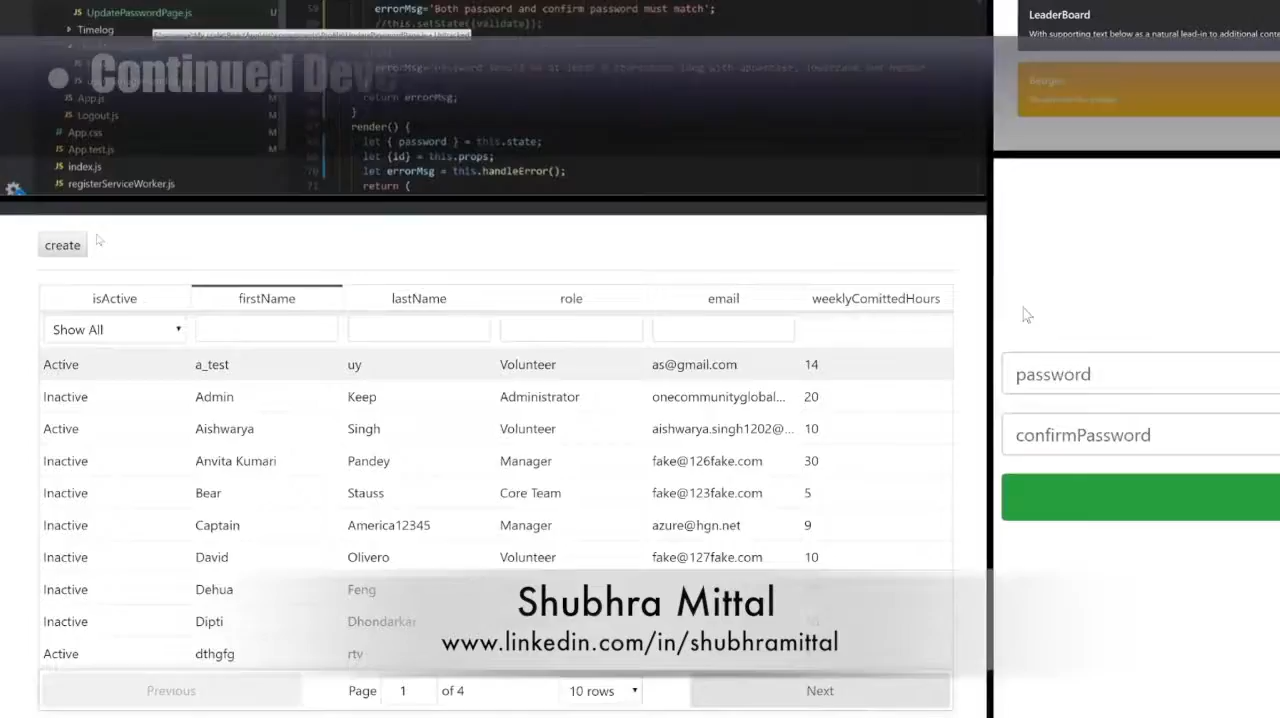 UpdatePasswordPage.js U
Timelog
App.js M
Logout.js M
App.css M
App.test.js M
index.js
registerServiceWorker.js
59 errorMsg='Both password and confirm password must match';
//this.setState({validate});
return errorMsg;
}
render() {
let { password } = this.state;
let {id} = this.props;
70 let errorMsg = this.handleError();
71 return (
• Continued Deve
LeaderBoard
With supporting text below as a natural lead-in to additional conte
Badges
create
isActive firstName lastName role email weeklyComittedHours
Show All
Active a_test uy Volunteer as@gmail.com 14
Inactive Admin Keep Administrator onecommunityglobal... 20
Active Aishwarya Singh Volunteer aishwarya.singh1202@... 10
Inactive Anvita Kumari Pandey Manager fake@126fake.com 30
Inactive Bear Stauss Core Team fake@123fake.com 5
Inactive Captain America12345 Manager azure@hgn.net 9
Inactive David Olivero Volunteer fake@127fake.com 10
Inactive Dehua Feng
Inactive Dipti Dhondarkar
Active dthgfg rtv
Previous Page 1 of 4 10 rows Next
password
confirmPassword
Shubhra Mittal
www.linkedin.com/in/shubhramittal